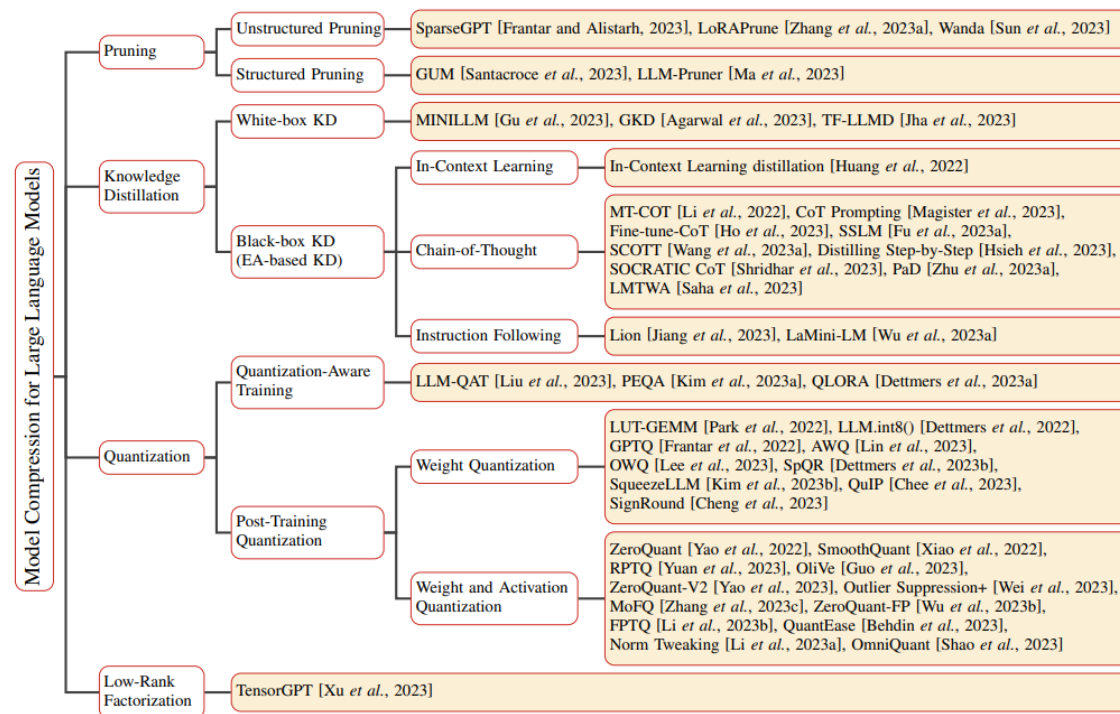 Model Compression for Large Language Models
Pruning
Unstructured Pruning
SparseGPT [Frantar and Alistarh, 2023], LoRAPrune [Zhang et al., 2023a], Wanda [Sun et al., 2023]
Structured Pruning
GUM [Santacroce et al., 2023], LLM-Pruner [Ma et al., 2023]
Knowledge
Distillation
White-box KD
MINILLM [Gu et al., 2023], GKD [Agarwal et al., 2023], TF-LLMD [Jha et al., 2023]
Black-box KD
(EA-based KD)
In-Context Learning
In-Context Learning distillation [Huang et al., 2022]
Chain-of-Thought
MT-COT [Li et al., 2022], CoT Prompting [Magister et al., 2023],
Fine-tune-CoT [Ho et al., 2023], SSLM [Fu et al., 2023a],
SCOTT [Wang et al., 2023a], Distilling Step-by-Step [Hsieh et al., 2023],
SOCRATIC CoT [Shridhar et al., 2023], PaD [Zhu et al., 2023a],
LMTWA [Saha et al., 2023]
Instruction Following
Lion [Jiang et al., 2023], LaMini-LM [Wu et al., 2023a]
Quantization
Quantization-Aware
Training
LLM-QAT [Liu et al., 2023], PEQA [Kim et al., 2023a], QLORA [Dettmers et al., 2023a]
Post-Training
Quantization
Weight Quantization
LUT-GEMM [Park et al., 2022], LLM.int8() [Dettmers et al., 2022],
GPTQ [Frantar et al., 2022], AWQ [Lin et al., 2023],
OWQ [Lee et al., 2023], SpQR [Dettmers et al., 2023b],
SqueezeLLM [Kim et al., 2023b], QuIP [Chee et al., 2023],
SignRound [Cheng et al., 2023]
Weight and Activation
Quantization
ZeroQuant [Yao et al., 2022], SmoothQuant [Xiao et al., 2022],
RPTQ [Yuan et al., 2023], OliVe [Guo et al., 2023],
ZeroQuant-V2 [Yao et al., 2023], Outlier Suppression+ [Wei et al., 2023],
MoFQ [Zhang et al., 2023c], ZeroQuant-FP [Wu et al., 2023b],
FPTQ [Li et al., 2023b], QuantEase [Behdin et al., 2023],
Norm Tweaking [Li et al., 2023a], OmniQuant [Shao et al., 2023]
Low-Rank
Factorization
TensorGPT [Xu et al., 2023]